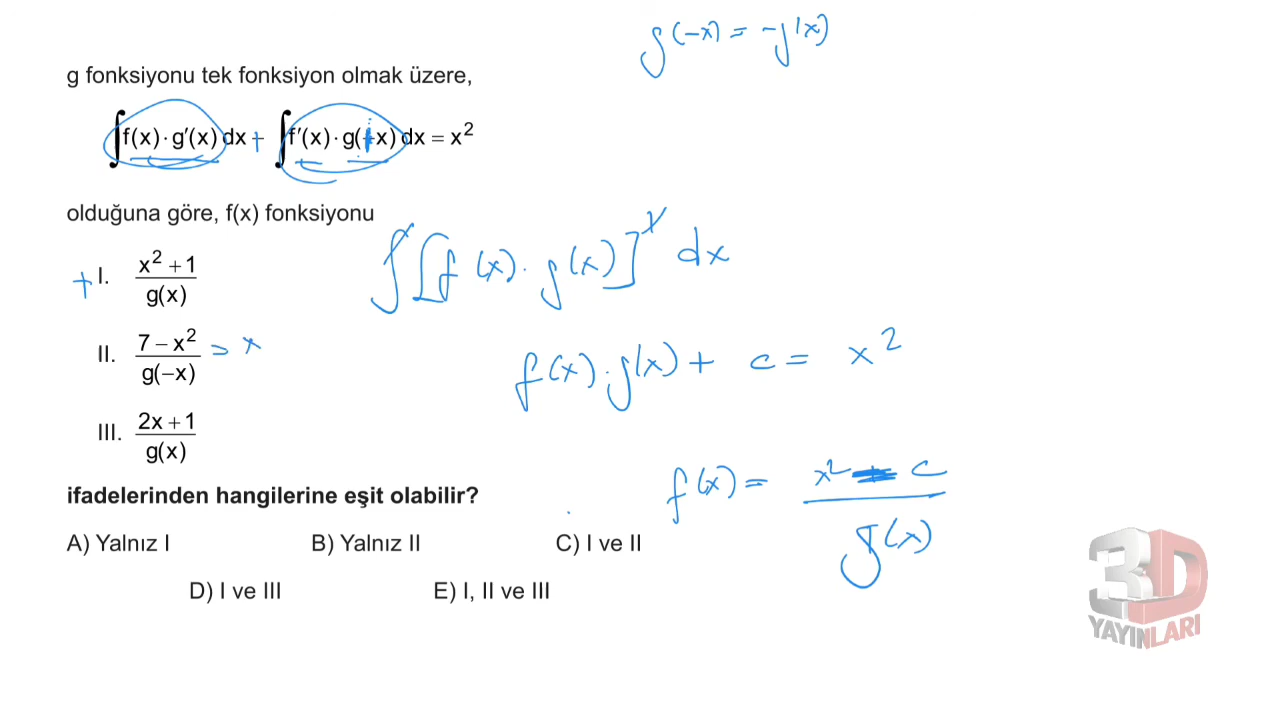 g(-x) = -g(x)
g fonksiyonu tek fonksiyon olmak üzere,
∫f(x)·g′(x)dx + ∫f′(x)·g(+x)dx = x²
olduğuna göre, f(x) fonksiyonu
∫[f(x)·g(x)]′ dx
+ I. x² + 1 / g(x)
II. 7 – x² / g(–x) =
f(x)·g(x) + c = x²
III. 2x + 1 / g(x)
f(x) = x² - c / g(x)
ifadelerinden hangilerine eşit olabilir?
A) Yalnız I B) Yalnız II C) I ve II
D) I ve III E) I, II ve III
3D
YAYINLARI